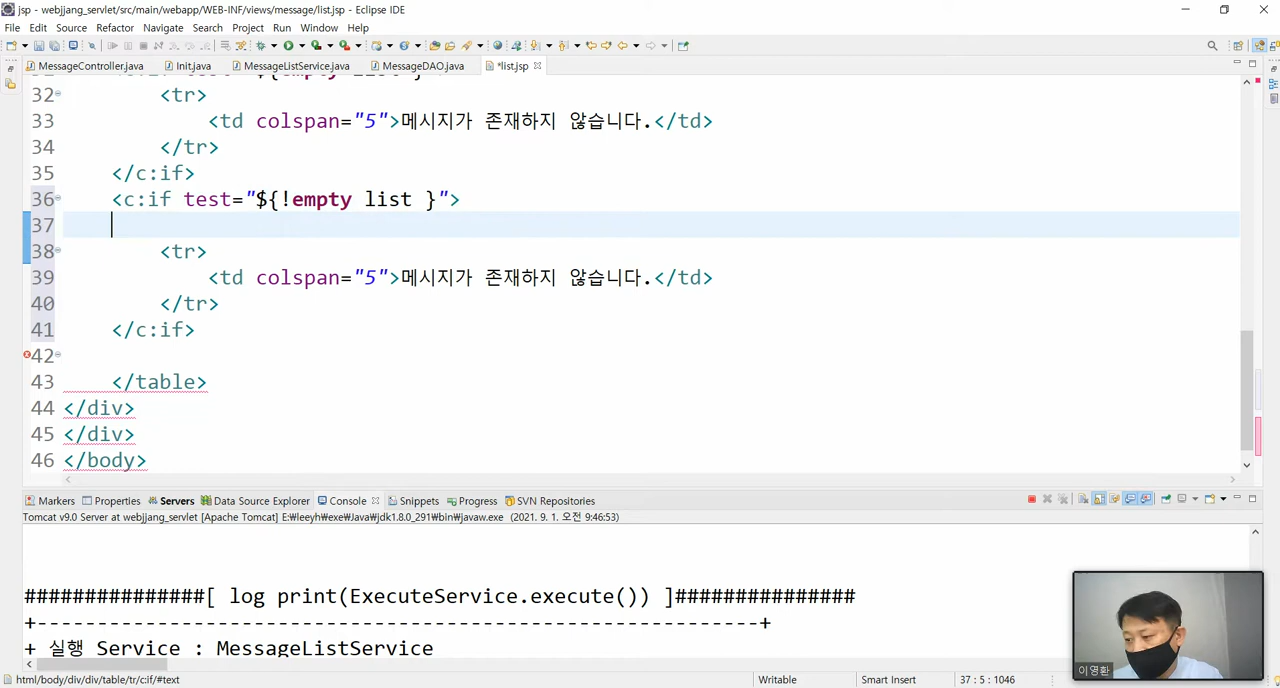 jsp - webjjang_servlet/src/main/webapp/WEB-INF/views/message/list.jsp - Eclipse IDE
File Edit Source Refactor Navigate Search Project Run Window Help
MessageController.java Init.java MessageListService.java MessageDAO.java *list.jsp
32 <tr>
33 <td colspan="5">메시지가 존재하지 않습니다.</td>
34 </tr>
35 </c:if>
36 <c:if test="${!empty list }">
37
38 <tr>
39 <td colspan="5">메시지가 존재하지 않습니다.</td>
40 </tr>
41 </c:if>
42
43 </table>
44 </div>
45 </div>
46 </body>
Markers Properties Servers Data Source Explorer Console Snippets Progress SVN Repositories
Tomcat v9.0 Server at webjjang_servlet [Apache Tomcat] E:₩leeyh₩exe₩Java₩jdk1.8.0_291₩bin₩javaw.exe (2021. 9. 1. 오전 9:46:53)
###############[ log print(ExecuteService.execute()) ]###############
+------------------------------------------------------------+
+ 실행 Service : MessageListService
이영환
html/body/div/div/table/tr/c:if/#text Writable Smart Insert 37 : 5 : 1046